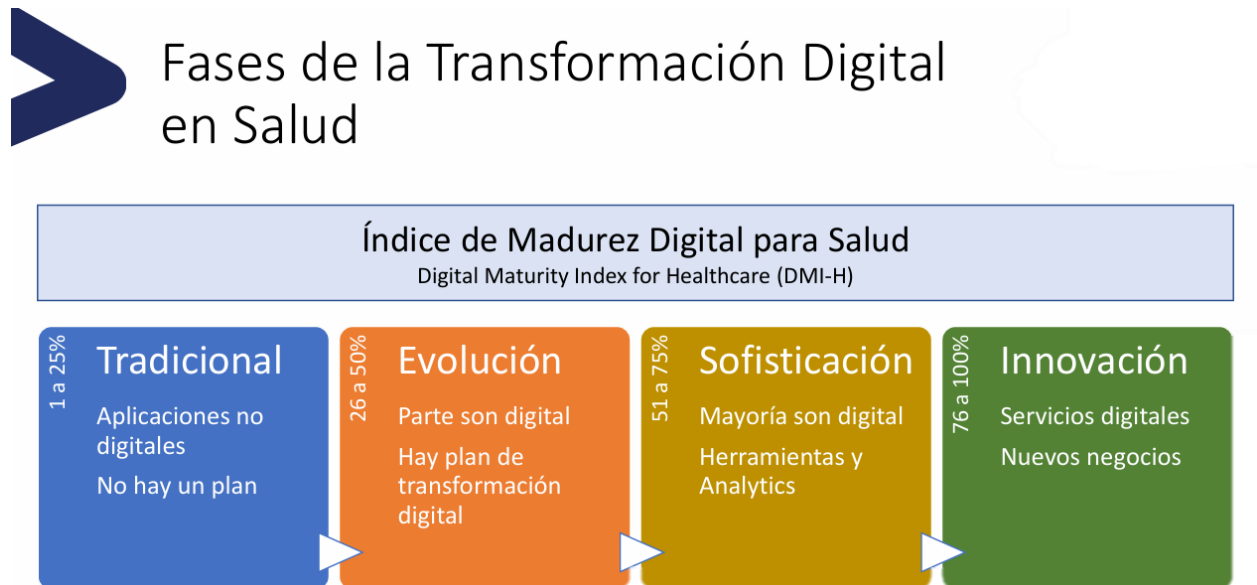 Fases de la Transformación Digital
en Salud
Índice de Madurez Digital para Salud
Digital Maturity Index for Healthcare (DMI-H)
1 a 25%
Tradicional
Aplicaciones no
digitales
No hay un plan
26 a 50%
Evolución
Parte son digital
Hay plan de
transformación
digital
51 a 75%
Sofisticación
Mayoría son digital
Herramientas y
Analytics
76 a 100%
Innovación
Servicios digitales
Nuevos negocios